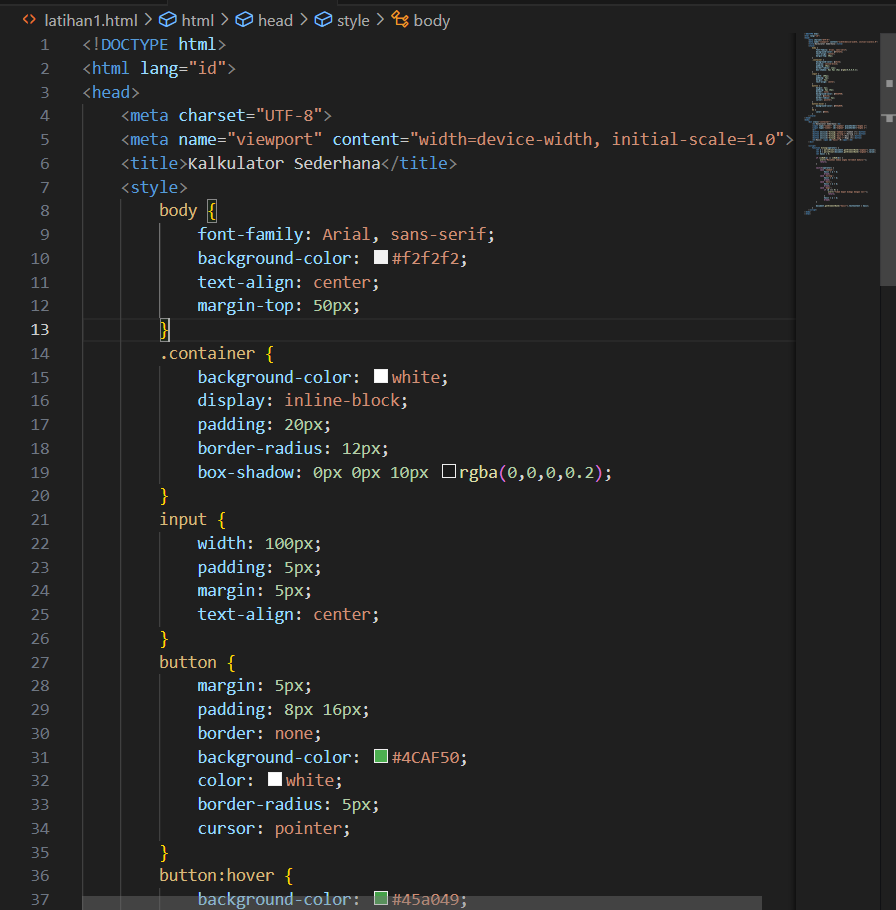 latihan1.html > html > head > style > body
1 <!DOCTYPE html>
2 <html lang="id">
3 <head>
4 <meta charset="UTF-8">
5 <meta name="viewport" content="width=device-width, initial-scale=1.0">
6 <title>Kalkulator Sederhana</title>
7 <style>
8 body {
9 font-family: Arial, sans-serif;
10 background-color: #f2f2f2;
11 text-align: center;
12 margin-top: 50px;
13 }
14 .container {
15 background-color: white;
16 display: inline-block;
17 padding: 20px;
18 border-radius: 12px;
19 box-shadow: 0px 0px 10px rgba(0,0,0,0.2);
20 }
21 input {
22 width: 100px;
23 padding: 5px;
24 margin: 5px;
25 text-align: center;
26 }
27 button {
28 margin: 5px;
29 padding: 8px 16px;
30 border: none;
31 background-color: #4CAF50;
32 color: white;
33 border-radius: 5px;
34 cursor: pointer;
35 }
36 button:hover {
37 background-color: #45a049;